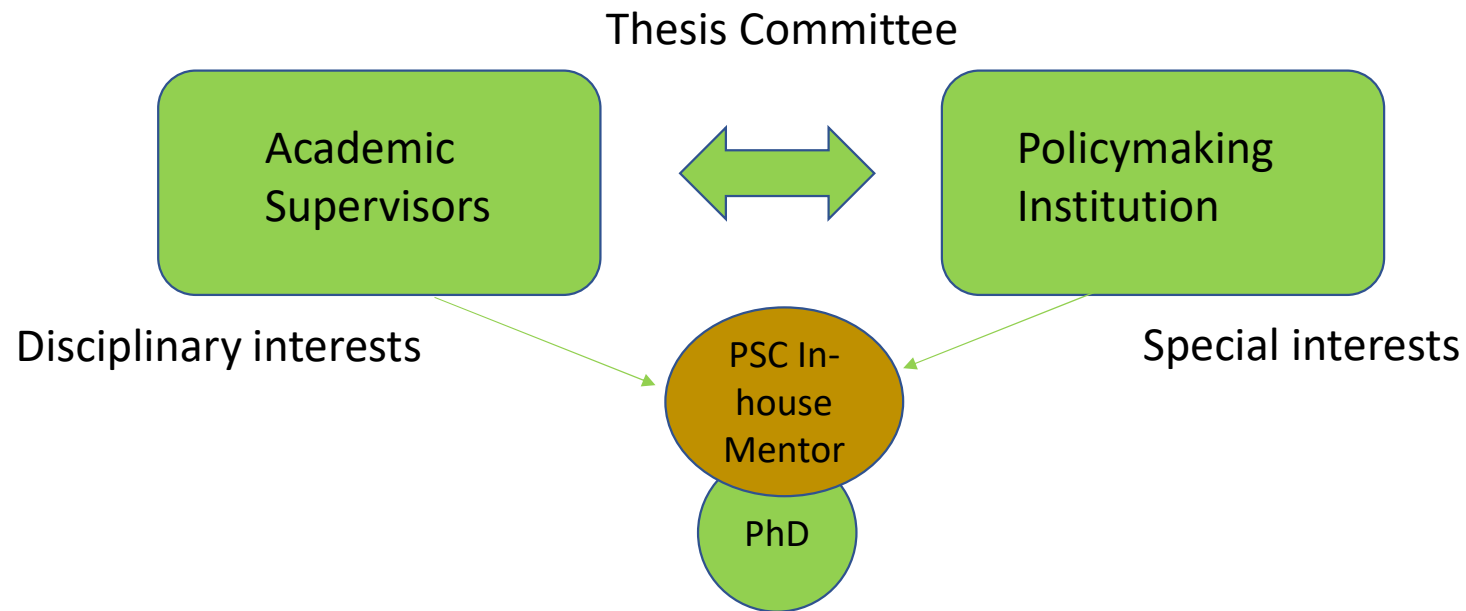 Thesis Committee
Academic
Supervisors
Policymaking
Institution
Disciplinary interests
Special interests
PSC In-
house
Mentor
PhD